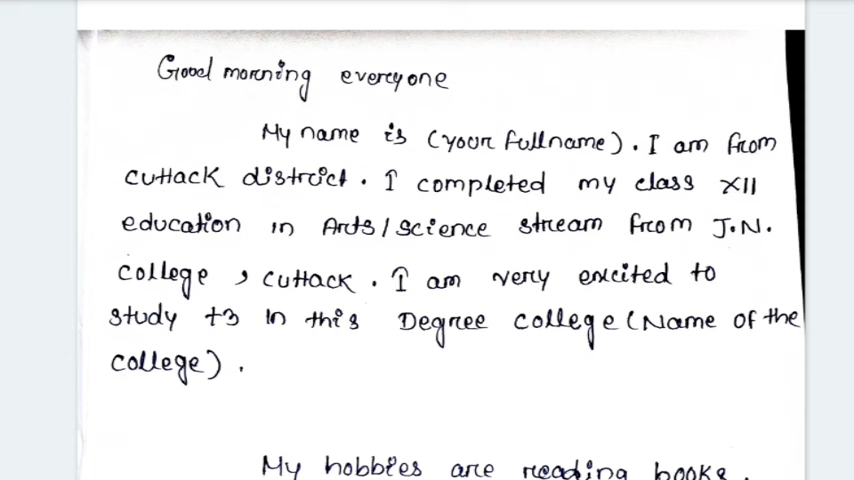 Good morning everyone
My name is (your fullname). I am from
cuttack district. I completed my class XII
education in Arts/science stream from J.N.
college, cuttack. I am very excited to
study +3 in this Degree college (Name of the
college).
My hobbies are reading books.